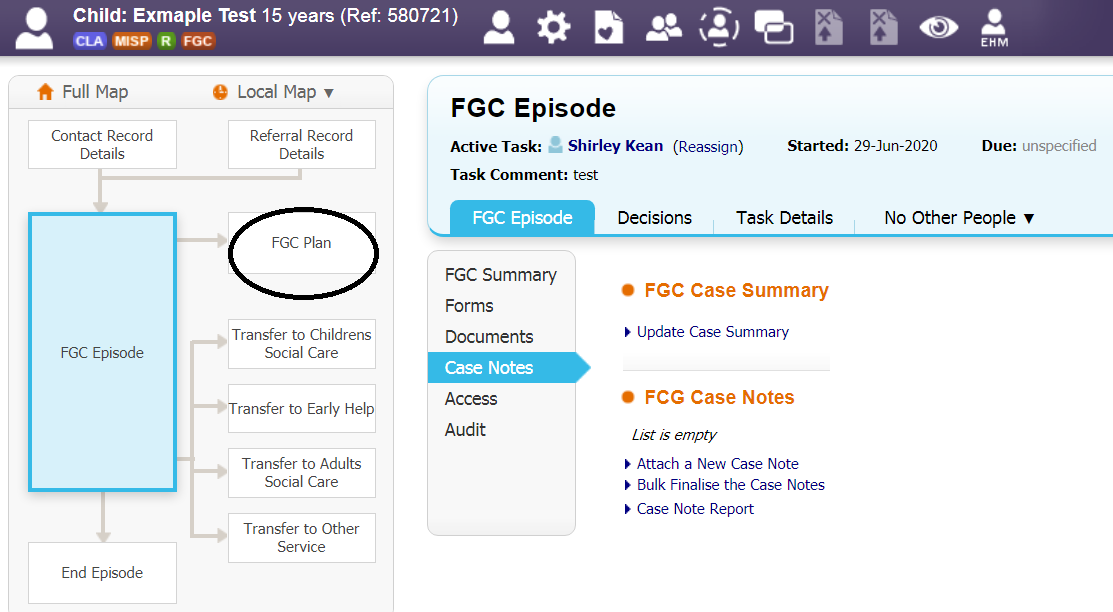 Child: Exmaple Test 15 years (Ref: 580721)
CLA MISP R FGC
EHM
Full Map
Local Map ▼
Contact Record
Details
Referral Record
Details
FGC Episode
FGC Plan
Transfer to Childrens
Social Care
Transfer to Early Help
Transfer to Adults
Social Care
Transfer to Other
Service
End Episode
FGC Episode
Active Task: Shirley Kean (Reassign) Started: 29-Jun-2020 Due: unspecified
Task Comment: test
FGC Episode Decisions Task Details No Other People ▼
FGC Summary
Forms
Documents
Case Notes
Access
Audit
FGC Case Summary
Update Case Summary
FCG Case Notes
List is empty
Attach a New Case Note
Bulk Finalise the Case Notes
Case Note Report